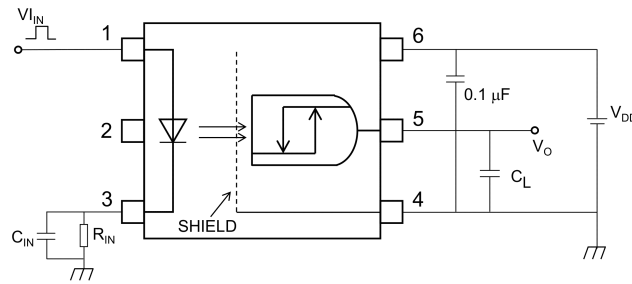 VI_IN
1
6
0.1 μF
2
5
V_DD
V_O
C_L
3
4
C_IN
R_IN
SHIELD